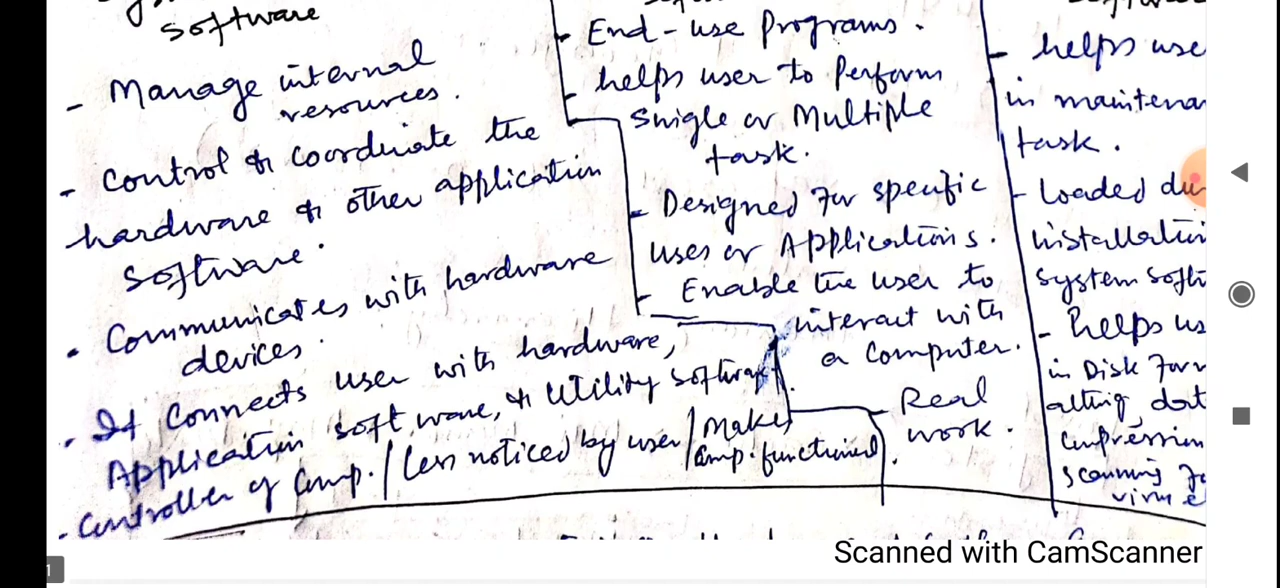 Software
- Manage internal
resources.
- Control & Coordinate the
hardware & other application
Software.
- Communicates with hardware
devices.
- It Connects user with hardware,
Application software, & Utility Software.
- Controller of Comp. / Less noticed by user / Makes
Comp. functional
- End-use Programs.
- helps user to Perform
Single or Multiple
task.
- Designed for specific
uses or Applications.
- Enable the user to
interact with
a Computer.
- Real
work.
- helps use
in maintena
task.
- Loaded du
installation
system Soft
- helps us
in Disk For
atting, dat
Compression
scanning
virus
1
Scanned with CamScanner